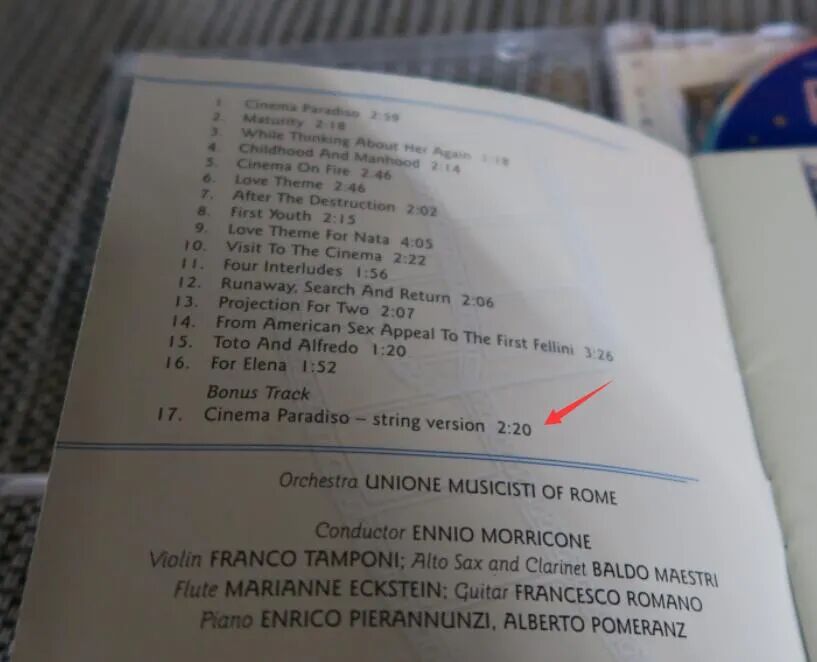 1. Cinema Paradiso 2:59
2. Maturity 2:18
3. While Thinking About Her Again 1:18
4. Childhood And Manhood 2:14
5. Cinema On Fire 2:46
6. Love Theme 2:46
7. After The Destruction 2:02
8. First Youth 2:15
9. Love Theme For Nata 4:05
10. Visit To The Cinema 2:22
11. Four Interludes 1:56
12. Runaway, Search And Return 2:06
13. Projection For Two 2:07
14. From American Sex Appeal To The First Fellini 3:26
15. Toto And Alfredo 1:20
16. For Elena 1:52
Bonus Track
17. Cinema Paradiso – string version 2:20
Orchestra UNIONE MUSICISTI OF ROME
Conductor ENNIO MORRICONE
Violin FRANCO TAMPONI; Alto Sax and Clarinet BALDO MAESTRI
Flute MARIANNE ECKSTEIN; Guitar FRANCESCO ROMANO
Piano ENRICO PIERANNUNZI, ALBERTO POMERANZ